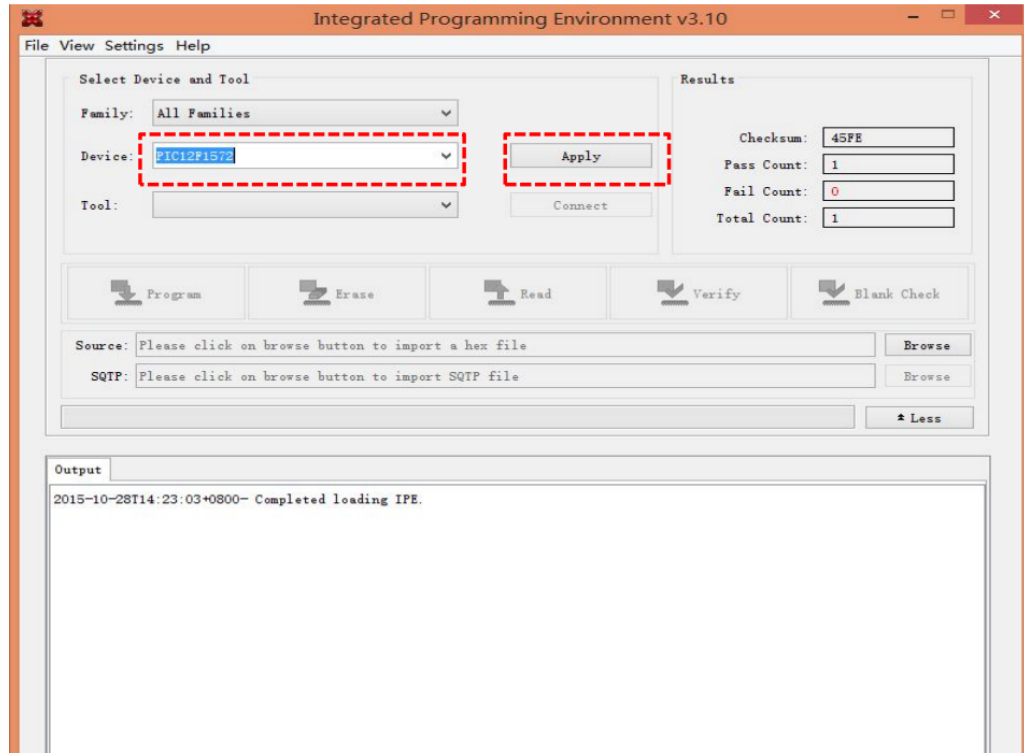 Integrated Programming Environment v3.10
File View Settings Help
Select Device and Tool
Family: All Families
Device: PIC12F1572
Apply
Tool:
Connect
Results
Checksum: 45FE
Pass Count: 1
Fail Count: 0
Total Count: 1
Program Erase Read Verify Blank Check
Source: Please click on browse button to import a hex file Browse
SQTP: Please click on browse button to import SQTP file Browse
Less
Output
2015-10-28T14:23:03+0800- Completed loading IPE.